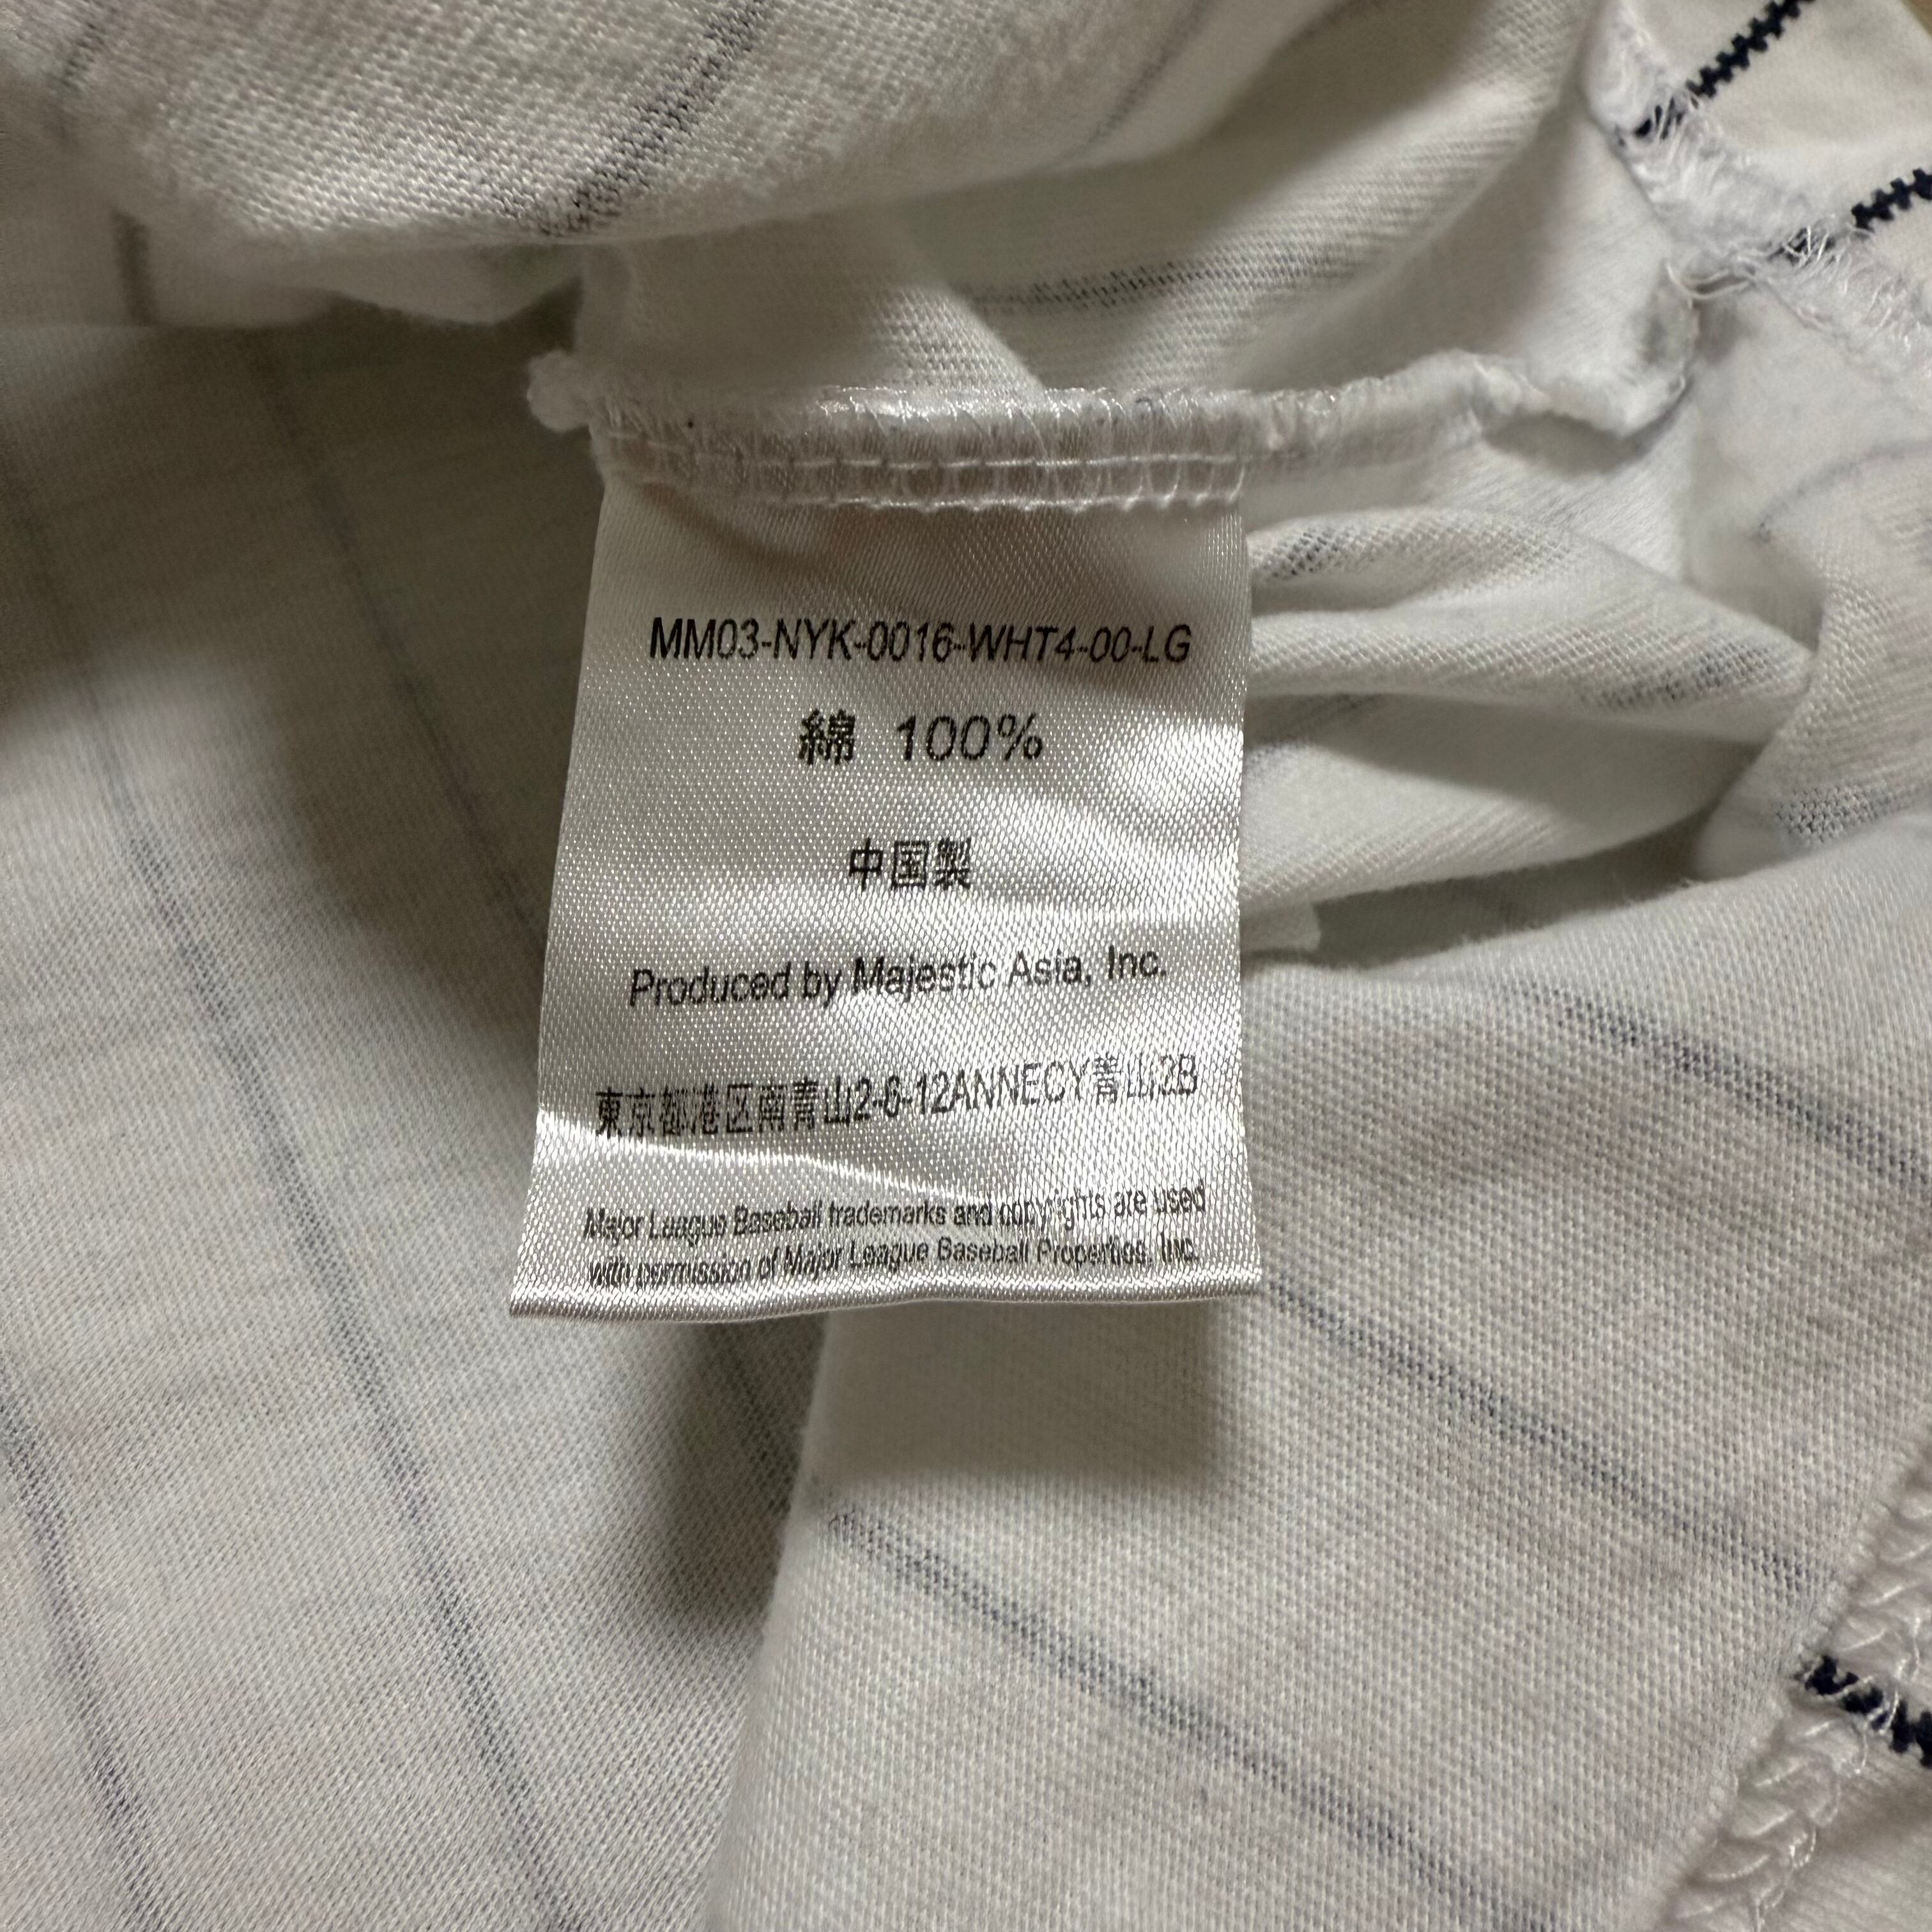 MM03-NYK-0016-WHT4-00-LG
綿 100%
中国製
Produced by Majestic Asia, Inc.
東京都港区南青山2-6-12ANNECY青山3B
Major League Baseball trademarks and copyrights are used
with permission of Major League Baseball Properties, Inc.